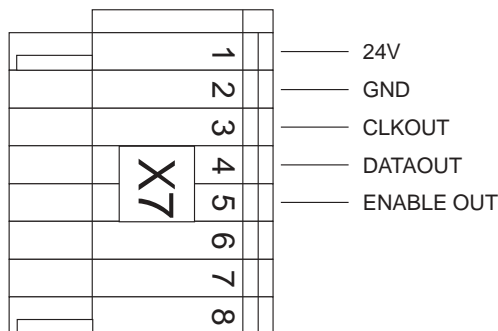 1 24V
2 GND
3 CLKOUT
4 DATAOUT
5 ENABLE OUT
6
7
8
X7